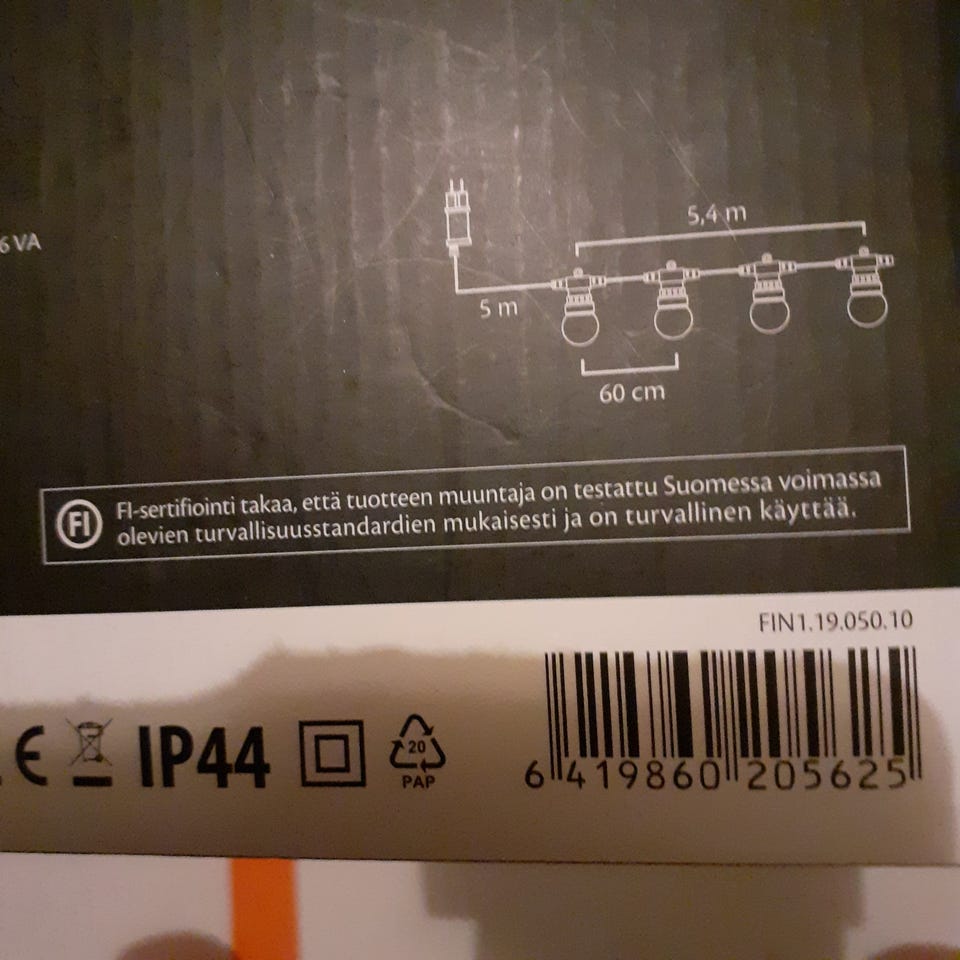 6 VA
5,4 m
5 m
60 cm
FI
FI-sertifiointi takaa, että tuotteen muuntaja on testattu Suomessa voimassa
olevien turvallisuusstandardien mukaisesti ja on turvallinen käyttää.
FIN1.19.050.10
CE IP44
20
PAP
6 419860 205625